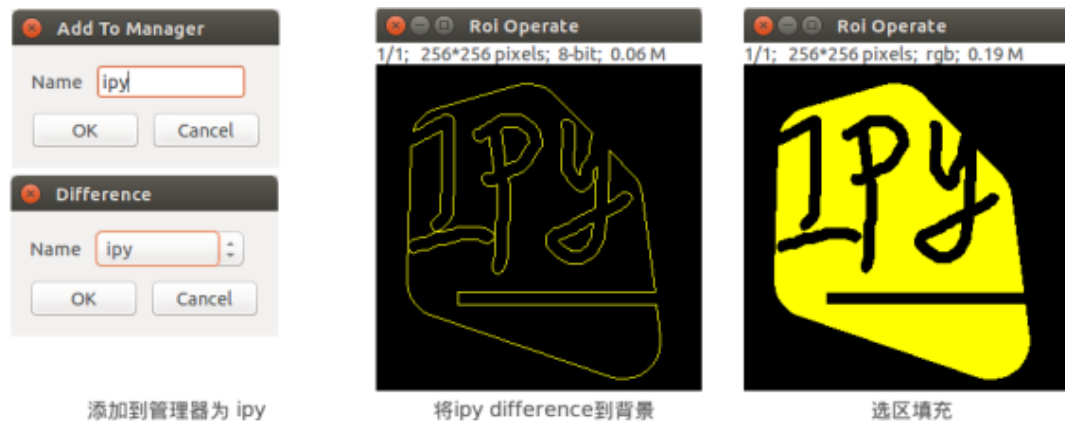 Add To Manager
Name ipy
OK Cancel
Difference
Name ipy
OK Cancel
添加到管理器为 ipy
Roi Operate
1/1; 256*256 pixels; 8-bit; 0.06 M
IPy
将ipy difference到背景
Roi Operate
1/1; 256*256 pixels; rgb; 0.19 M
IPy
选区填充